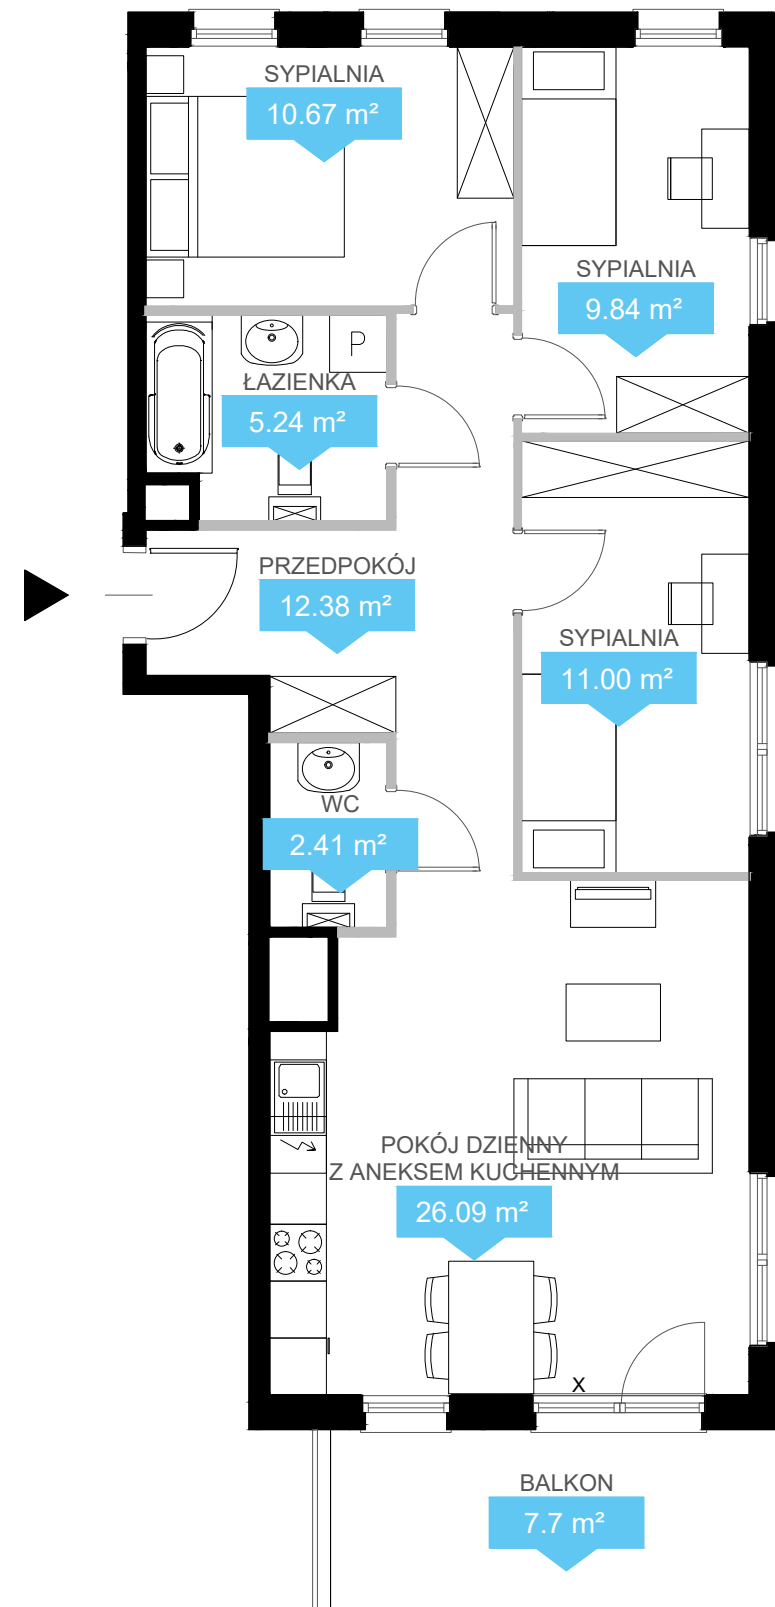 SYPIALNIA
10.67 m²
SYPIALNIA
9.84 m²
P
ŁAZIENKA
5.24 m²
PRZEDPOKÓJ
12.38 m²
SYPIALNIA
11.00 m²
WC
2.41 m²
POKÓJ DZIENNY
Z ANEKSEM KUCHENNYM
26.09 m²
X
BALKON
7.7 m²